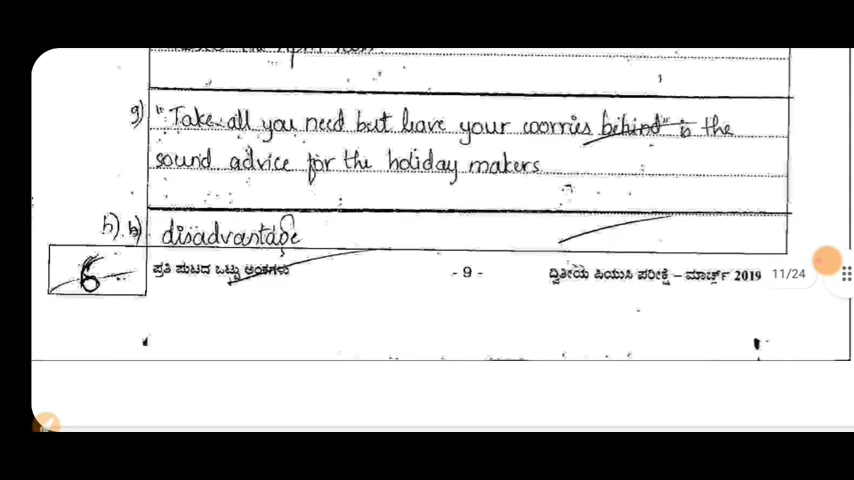 g) "Take all you need but leave your worries behind" is the
sound advice for the holiday makers
h) b) disadvantage
6
ಪ್ರತಿ ಪುಟದ ಒಟ್ಟು ಅಂಕಗಳು - 9 - ದ್ವಿತೀಯ ಪಿಯುಸಿ ಪರೀಕ್ಷೆ – ಮಾರ್ಚ್ 2019 11/24